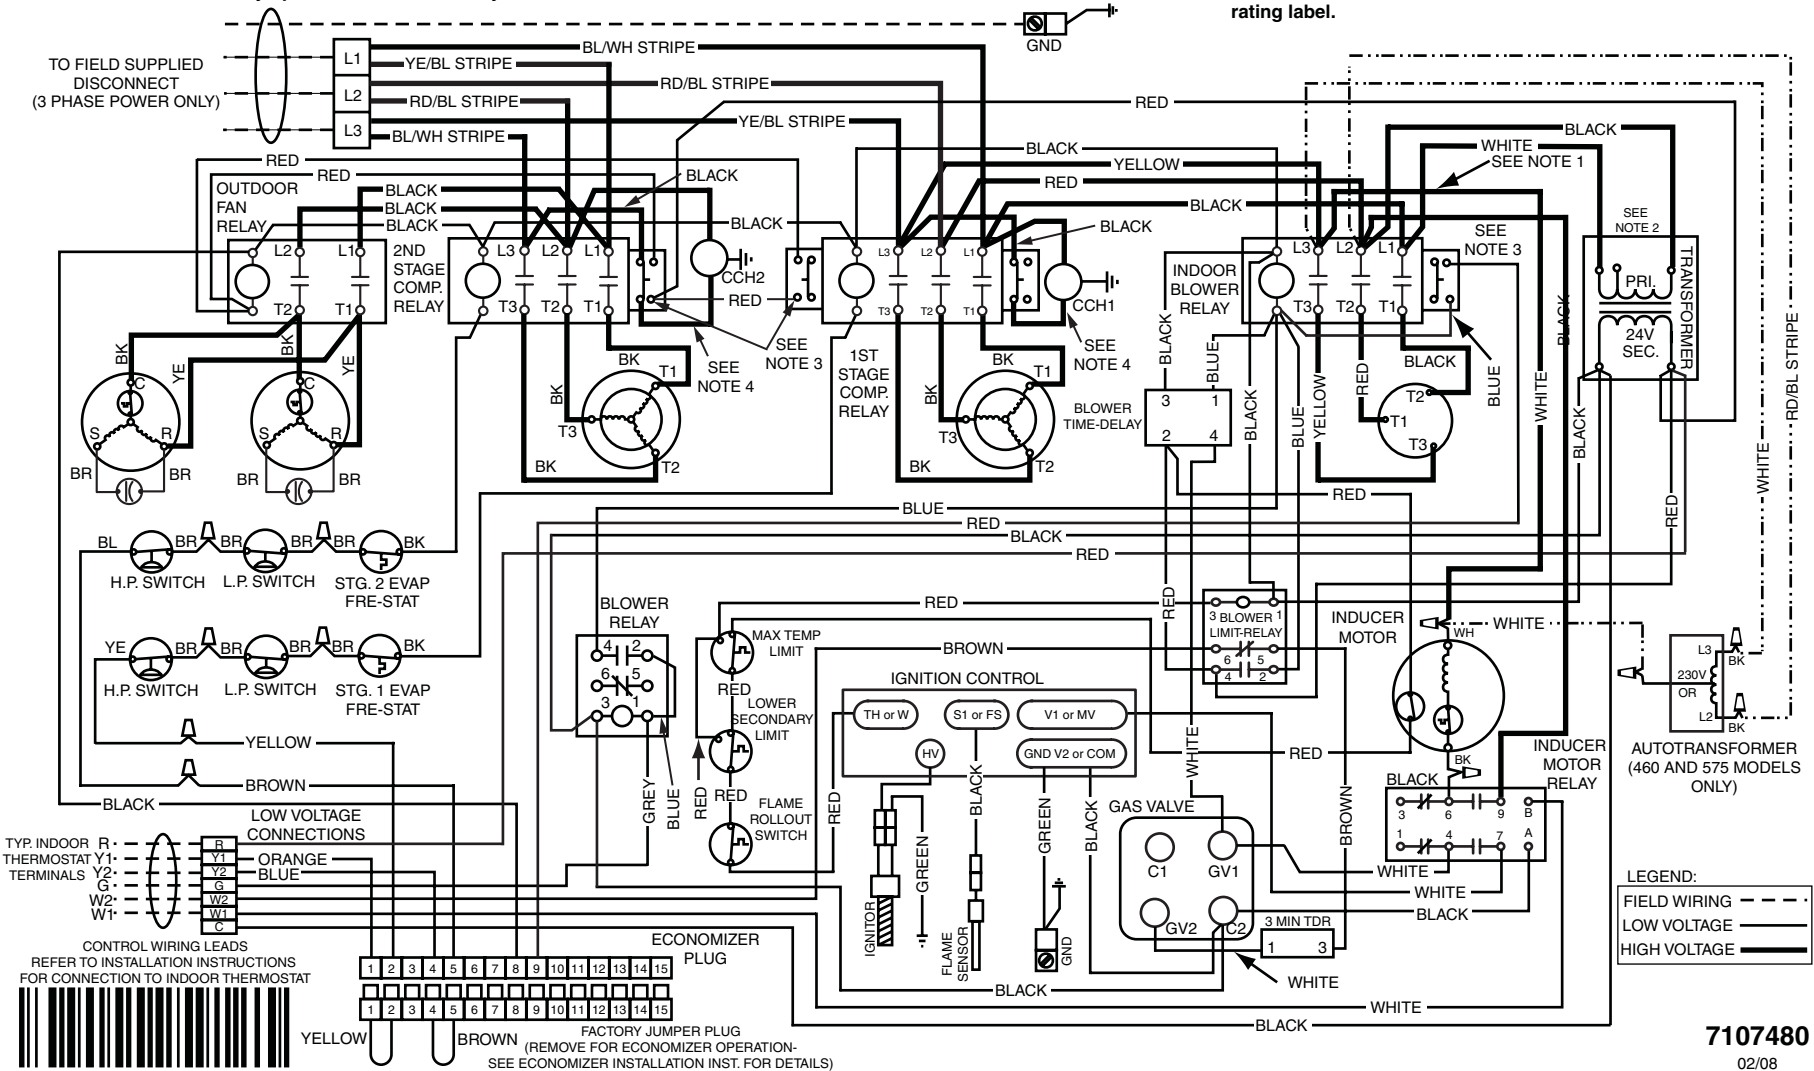 rating label.
GND
TO FIELD SUPPLIED
DISCONNECT
(3 PHASE POWER ONLY)
L1
L2
L3
BL/WH STRIPE
YE/BL STRIPE
RD/BL STRIPE
RD/BL STRIPE
YE/BL STRIPE
BL/WH STRIPE
RED
BLACK
WHITE
SEE NOTE 1
RED
RED
BLACK
BLACK
YELLOW
RED
BLACK
OUTDOOR
FAN
RELAY
BLACK
BLACK
BLACK
BLACK
BLACK
SEE
NOTE 3
SEE
NOTE 2
L2
L1
T2
T1
2ND
STAGE
COMP.
RELAY
L3
L2
L1
T3
T2
T1
CCH2
RED
L3
L2
L1
T3
T2
T1
CCH1
INDOOR
BLOWER
RELAY
L3
L2
L1
T3
T2
T1
PRI.
24V
SEC.
TRANSFORMER
BLACK
RD/BL STRIPE
SEE
NOTE 4
SEE
NOTE 3
SEE
NOTE 4
1ST
STAGE
COMP.
RELAY
BK
YE
BK
YE
C
S
R
BR
BR
C
S
R
BR
BR
BK
BK
T1
T3
T2
BK
BK
BK
T1
T3
T2
BK
BLACK
BLUE
BLOWER
TIME-DELAY
3
1
2
4
BLACK
BLUE
YELLOW
RED
BLACK
T2
T1
T3
BLUE
WHITE
BLACK
WHITE
RED
RED
BLUE
RED
BLACK
RED
BL
BR
BR
BR
BR
BK
H.P. SWITCH
L.P. SWITCH
STG. 2 EVAP
FRE-STAT
YE
BR
BR
BR
BR
BK
H.P. SWITCH
L.P. SWITCH
STG. 1 EVAP
FRE-STAT
YELLOW
BROWN
BLACK
BLOWER
RELAY
4
2
6
5
3
1
GREY
BLUE
RED
MAX TEMP
LIMIT
RED
LOWER
SECONDARY
LIMIT
RED
RED
FLAME
ROLLOUT
SWITCH
RED
BROWN
RED
3
BLOWER
1
LIMIT-RELAY
6
5
4
2
INDUCER
MOTOR
WH
WHITE
L3
BK
230V
OR
L2
BK
AUTOTRANSFORMER
(460 AND 575 MODELS
ONLY)
IGNITION CONTROL
TH or W
S1 or FS
V1 or MV
HV
GND V2 or COM
RED
WHITE
RED
BK
INDUCER
MOTOR
RELAY
BLACK
3
6
9
B
1
4
7
A
GREEN
BLACK
GREEN
BLACK
IGNITOR
FLAME
SENSOR
GND
GAS VALVE
C1
GV1
GV2
C2
BROWN
WHITE
WHITE
BLACK
3 MIN TDR
1
3
WHITE
BLACK
WHITE
BLACK
LOW VOLTAGE
CONNECTIONS
TYP. INDOOR
THERMOSTAT
TERMINALS
R
Y1
Y2
G
W2
W1
R
Y1
Y2
G
W2
W1
C
ORANGE
BLUE
CONTROL WIRING LEADS
REFER TO INSTALLATION INSTRUCTIONS
FOR CONNECTION TO INDOOR THERMOSTAT
ECONOMIZER
PLUG
1 2 3 4 5 6 7 8 9 10 11 12 13 14 15
1 2 3 4 5 6 7 8 9 10 11 12 13 14 15
YELLOW
BROWN
FACTORY JUMPER PLUG
(REMOVE FOR ECONOMIZER OPERATION-
SEE ECONOMIZER INSTALLATION INST. FOR DETAILS)
LEGEND:
FIELD WIRING
LOW VOLTAGE
HIGH VOLTAGE
7107480
02/08